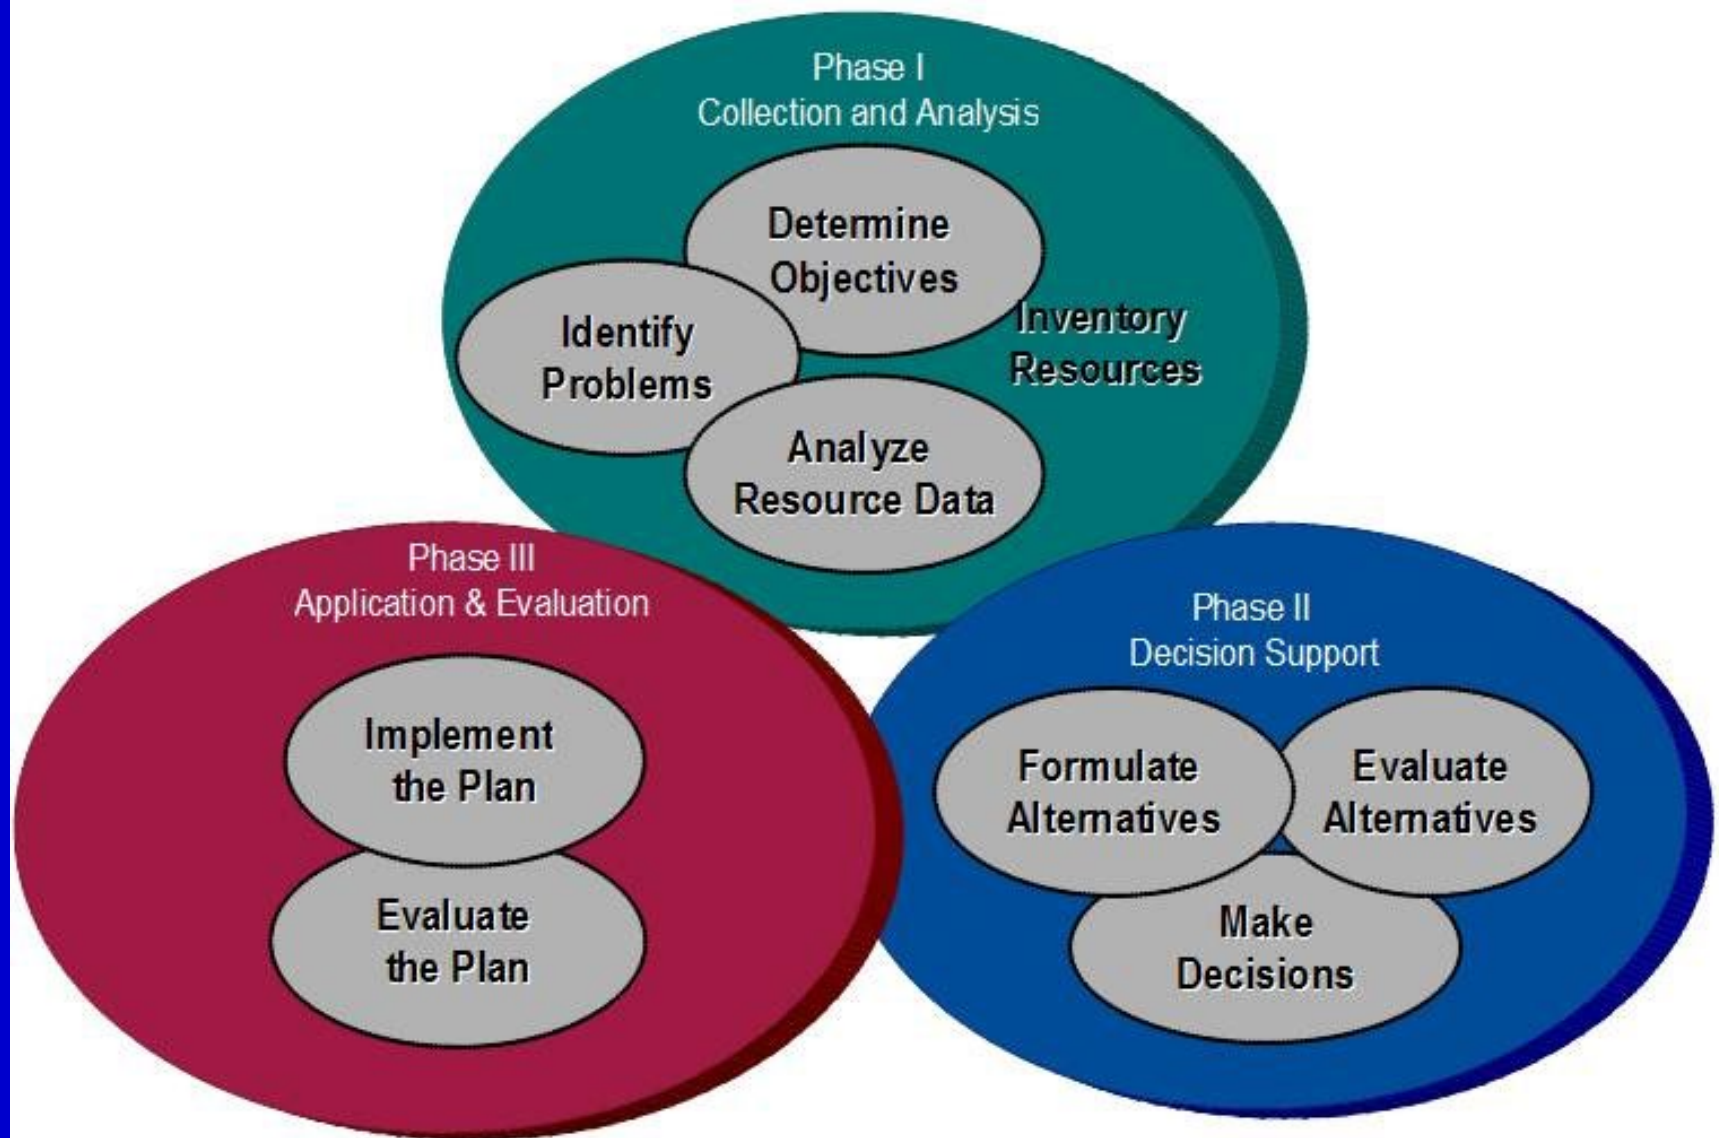 Phase I
Collection and Analysis
Determine
Objectives
Identify
Problems
Inventory
Resources
Analyze
Resource Data
Phase III
Application & Evaluation
Implement
the Plan
Evaluate
the Plan
Phase II
Decision Support
Formulate
Alternatives
Evaluate
Alternatives
Make
Decisions